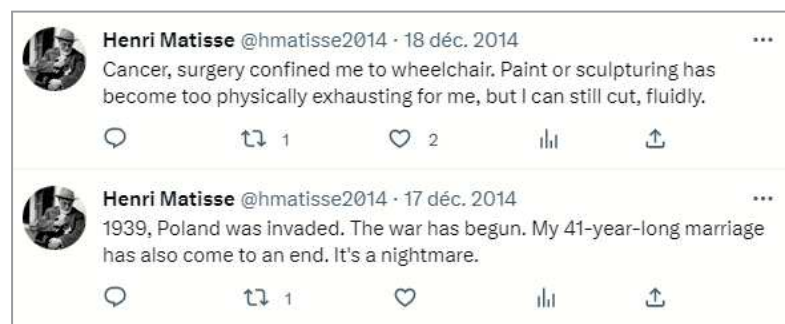 Henri Matisse @hmatisse2014 · 18 déc. 2014
Cancer, surgery confined me to wheelchair. Paint or sculpturing has
become too physically exhausting for me, but I can still cut, fluidly.
1 2
Henri Matisse @hmatisse2014 · 17 déc. 2014
1939, Poland was invaded. The war has begun. My 41-year-long marriage
has also come to an end. It's a nightmare.
1